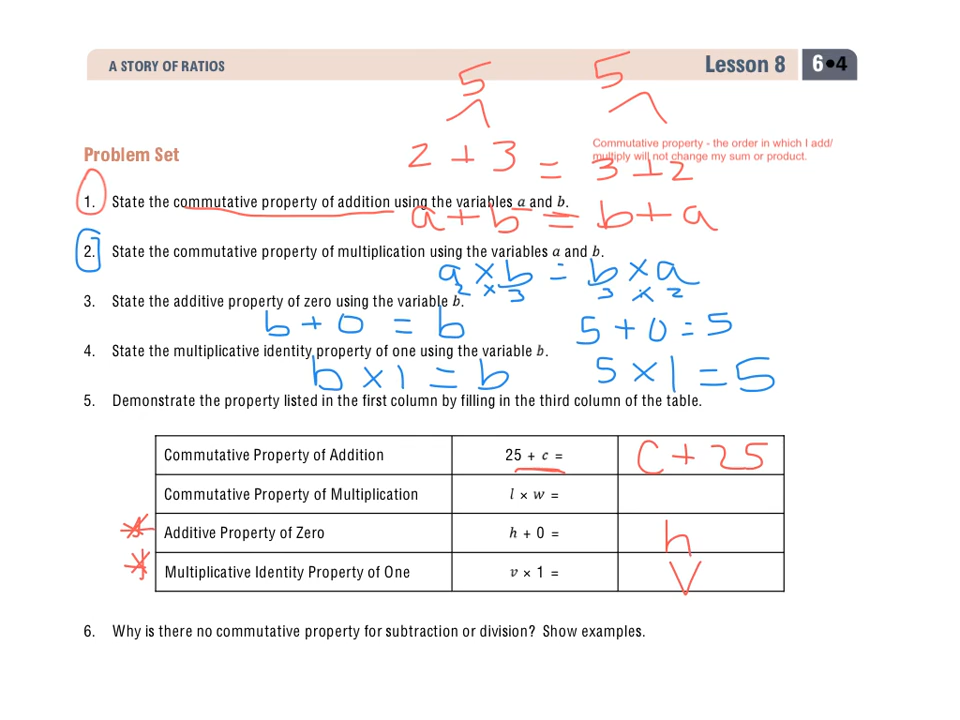 A STORY OF RATIOS
Lesson 8
6•4
5 5
Commutative property - the order in which I add/
multiply will not change my sum or product.
Problem Set
2 + 3 = 3 + 2
1. State the commutative property of addition using the variables a and b.
a + b = b + a
2. State the commutative property of multiplication using the variables a and b.
a × b = b × a
2 × 3 3 × 2
3. State the additive property of zero using the variable b.
b + 0 = b 5 + 0 = 5
4. State the multiplicative identity property of one using the variable b.
b × 1 = b 5 × 1 = 5
5. Demonstrate the property listed in the first column by filling in the third column of the table.
Commutative Property of Addition 25 + c = C + 25
Commutative Property of Multiplication l × w =
Additive Property of Zero h + 0 = h
Multiplicative Identity Property of One v × 1 = V
6. Why is there no commutative property for subtraction or division? Show examples.